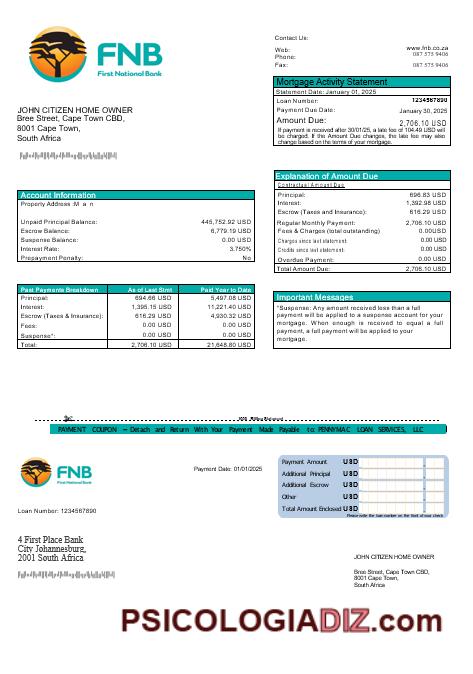 FNB
First National Bank
Contact Us:
Web: www.fnb.co.za
Phone: 087 575 9406
Fax: 087 575 9406
Mortgage Activity Statement
Statement Date: January 01, 2025
Loan Number: 1234567890
Payment Due Date: January 30, 2025
Amount Due: 2,706.10 USD
If payment is received after 30/01/25, a late fee of 104.49 USD will
be charged. If the Amount Due changes, the late fee may also
change based on the terms of your mortgage.
JOHN CITIZEN HOME OWNER
Bree Street, Cape Town CBD,
8001 Cape Town,
South Africa
Account Information
Property Address :M a n
Unpaid Principal Balance: 445,752.92 USD
Escrow Balance: 6,779.19 USD
Suspense Balance: 0.00 USD
Interest Rate: 3.750%
Prepayment Penalty: No
Explanation of Amount Due
Contractual Amount Due
Principal: 696.83 USD
Interest: 1,392.98 USD
Escrow (Taxes and Insurance): 616.29 USD
Regular Monthly Payment: 2,706.10 USD
Fees & Charges (total outstanding) 0.00USD
Charges since last statement: 0.00 USD
Credits since last statement: 0.00 USD
Overdue Payment: 0.00 USD
Total Amount Due: 2,706.10 USD
Past Payments Breakdown As of Last Stmt Paid Year to Date
Principal: 694.66 USD 5,497.08 USD
Interest: 1,395.15 USD 11,221.40 USD
Escrow (Taxes & Insurance): 616.29 USD 4,930.32 USD
Fees: 0.00 USD 0.00 USD
Suspense*: 0.00 USD 0.00 USD
Total: 2,706.10 USD 21,648.80 USD
Important Messages
*Suspense: Any amount received less than a full
payment will be applied to a suspense account for your
mortgage. When enough is received to equal a full
payment, a full payment will be applied to your
mortgage.
PAYMENT COUPON – Detach and Return With Your Payment Made Payable to: PENNYMAC LOAN SERVICES, LLC
FNB
First National Bank
Payment Date: 01/01/2025
Payment Amount USD
Additional Principal USD
Additional Escrow USD
Other USD
Total Amount Enclosed USD
Please write the loan number on the front of your check
Loan Number: 1234567890
4 First Place Bank
City Johannesburg,
2001 South Africa
JOHN CITIZEN HOME OWNER
Bree Street, Cape Town CBD,
8001 Cape Town,
South Africa
PSICOLOGIADIZ.com